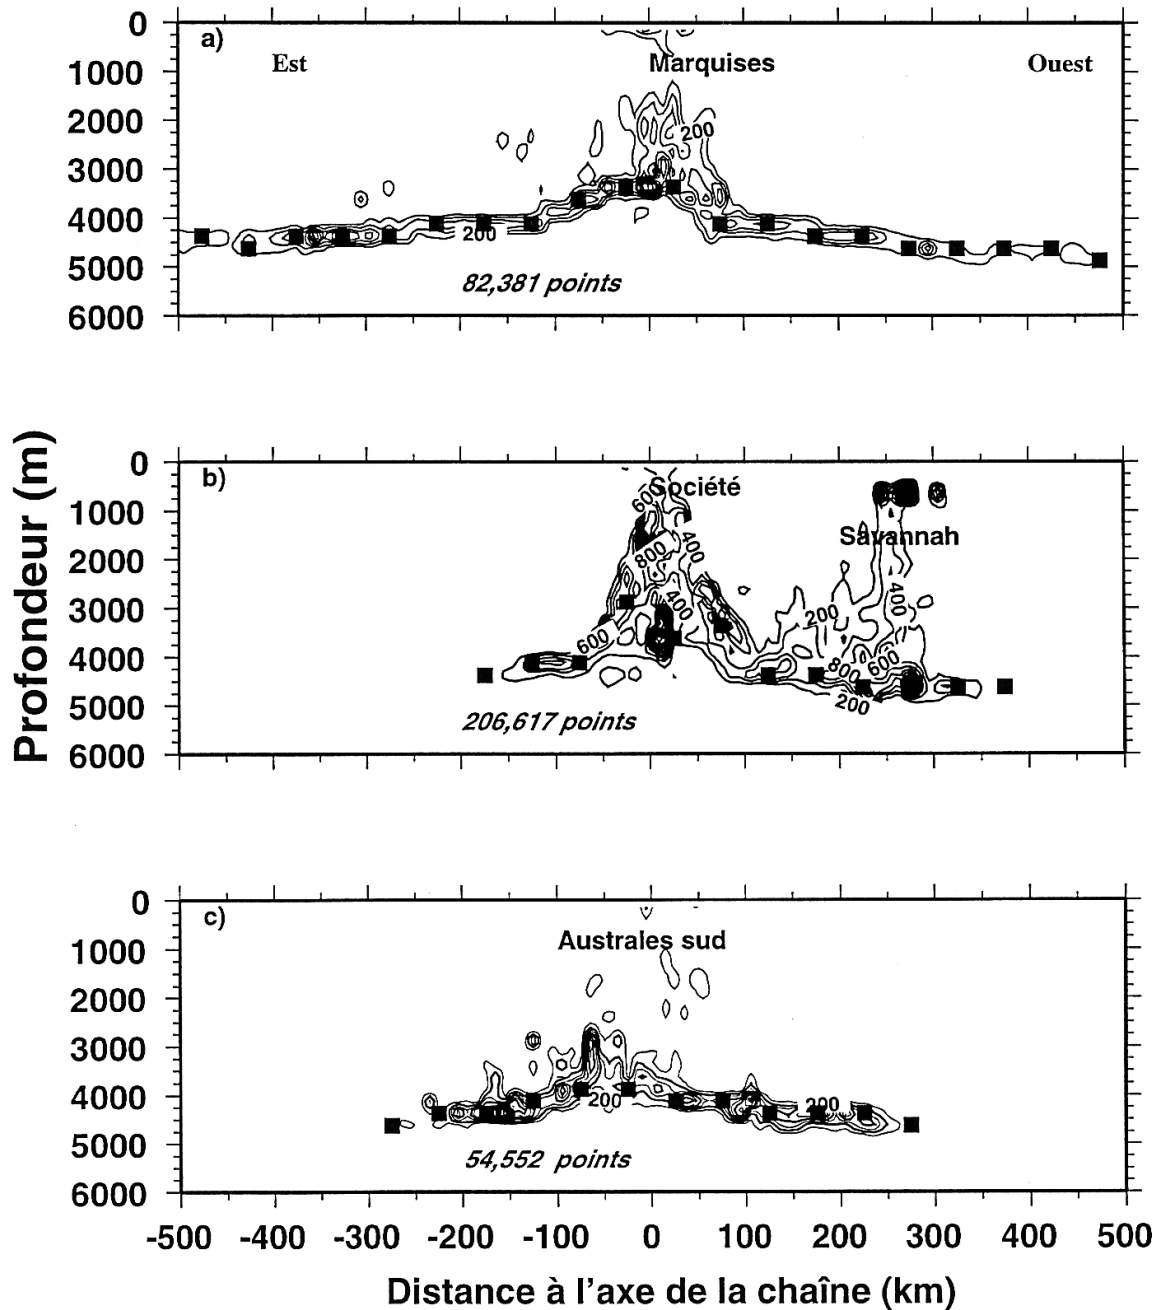 a)
Est
Marquises
Ouest
0
1000
2000
3000
4000
5000
6000
200
200
82,381 points
Profondeur (m)
b)
Société
Savannah
0
1000
2000
3000
4000
5000
6000
600
400
800
400
600
200
400
800
600
200
206,617 points
c)
Australes sud
0
1000
2000
3000
4000
5000
6000
200
200
54,552 points
-500 -400 -300 -200 -100 0 100 200 300 400 500
Distance à l'axe de la chaîne (km)